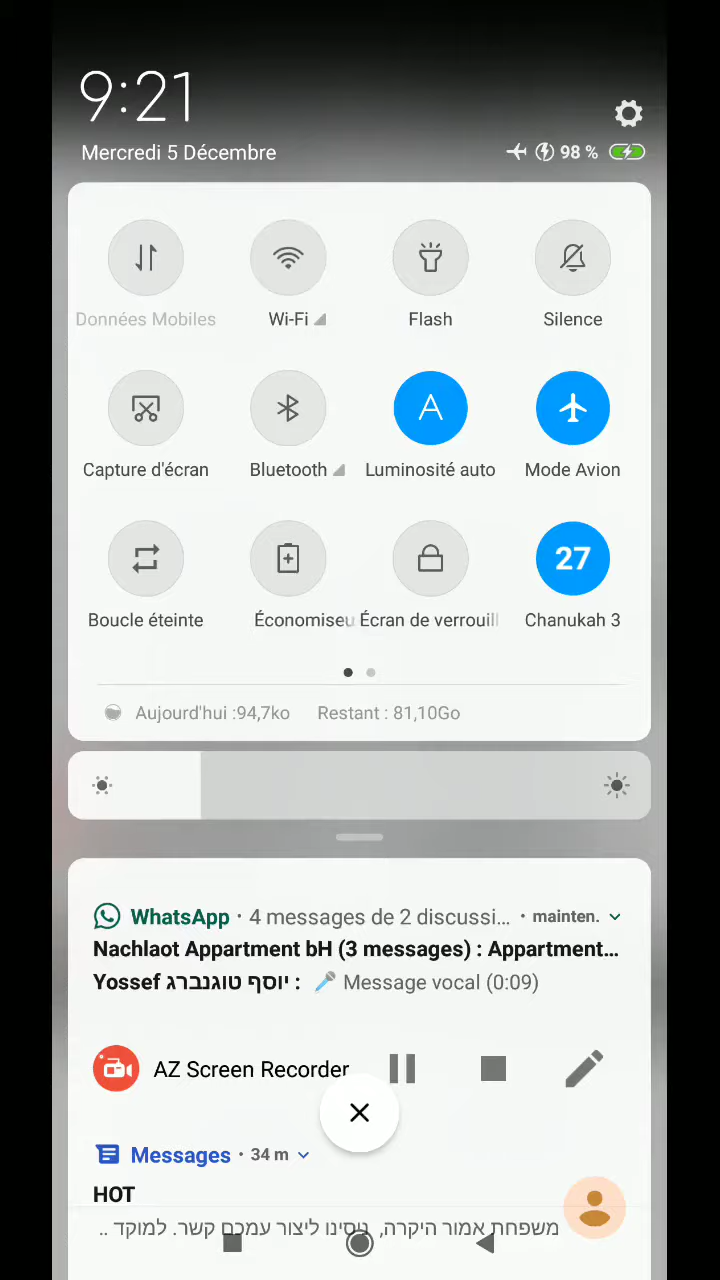 9:21
Mercredi 5 Décembre
98 %
Données Mobiles
Wi-Fi
Flash
Silence
A
Capture d'écran
Bluetooth
Luminosité auto
Mode Avion
27
Boucle éteinte
Économiseu
Écran de verrouill
Chanukah 3
Aujourd'hui :94,7ko Restant : 81,10Go
WhatsApp · 4 messages de 2 discussi... · mainten.
Nachlaot Appartment bH (3 messages) : Appartment...
Yossef יוסף טוגנברג : 🎤 Message vocal (0:09)
AZ Screen Recorder
Messages · 34 m
HOT
משפחת אמור היקרה, ניסינו ליצור עמכם קשר. למוקד ..